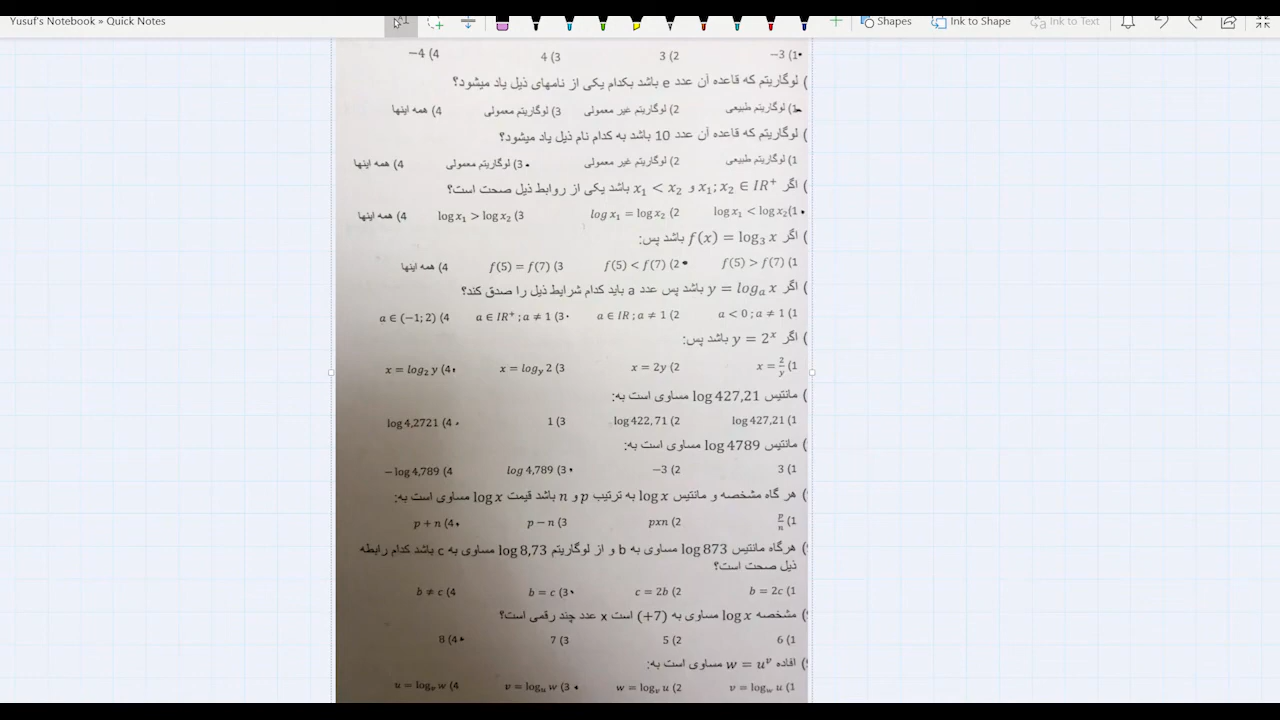 Yusuf's Notebook » Quick Notes
Shapes Ink to Shape Ink to Text
1) −3 2) 3 3) 4 4) −4
) لوگاریتم که قاعده آن عدد e باشد بکدام یکی از نامهای ذیل یاد میشود؟
1) لوگاریتم طبیعی 2) لوگاریتم غیر معمولی 3) لوگاریتم معمولی 4) همه اینها
) لوگاریتم که قاعده آن عدد 10 باشد به کدام نام ذیل یاد میشود؟
1) لوگاریتم طبیعی 2) لوگاریتم غیر معمولی 3) لوگاریتم معمولی 4) همه اینها
) اگر x₁; x₂ ∈ IR⁺ و x₁ < x₂ باشد یکی از روابط ذیل صحت است؟
1) log x₁ < log x₂ 2) log x₁ = log x₂ 3) log x₁ > log x₂ 4) همه اینها
) اگر f(x) = log₃ x باشد پس:
1) f(5) > f(7) 2) f(5) < f(7) 3) f(5) = f(7) 4) همه اینها
) اگر y = logₐ x باشد پس عدد a باید کدام شرایط ذیل را صدق کند؟
1) a < 0 ; a ≠ 1 2) a ∈ IR ; a ≠ 1 3) a ∈ IR⁺ ; a ≠ 1 4) a ∈ (−1; 2)
) اگر y = 2ˣ باشد پس:
1) x = 2/y 2) x = 2y 3) x = log_y 2 4) x = log₂ y
) مانتیس log 427,21 مساوی است به:
1) log 427,21 2) log 422,71 3) 1 4) log 4,2721
) مانتیس log 4789 مساوی است به:
1) 3 2) −3 3) log 4,789 4) −log 4,789
) هر گاه مشخصه و مانتیس log x به ترتیب p و n باشد قیمت log x مساوی است به:
1) p/n 2) pxn 3) p − n 4) p + n
) هرگاه مانتیس log 873 مساوی به b و از لوگاریتم log 8,73 مساوی به c باشد کدام رابطه
ذیل صحت است؟
1) b = 2c 2) c = 2b 3) b = c 4) b ≠ c
) مشخصه log x مساوی به (+7) است x عدد چند رقمی است؟
1) 6 2) 5 3) 7 4) 8
) افاده w = uᵛ مساوی است به:
1) v = log_w u 2) w = log_v u 3) v = log_u w 4) u = log_v w